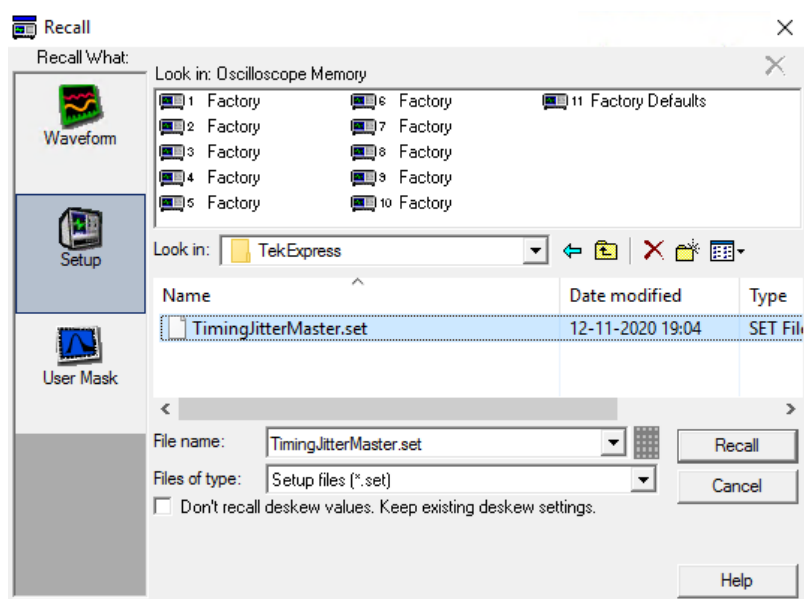 Recall
Recall What:
Waveform
Setup
User Mask
Look in: Oscilloscope Memory
1 Factory 6 Factory 11 Factory Defaults
2 Factory 7 Factory
3 Factory 8 Factory
4 Factory 9 Factory
5 Factory 10 Factory
Look in: TekExpress
Name Date modified Type
TimingJitterMaster.set 12-11-2020 19:04 SET File
File name: TimingJitterMaster.set Recall
Files of type: Setup files (*.set) Cancel
Don't recall deskew values. Keep existing deskew settings.
Help